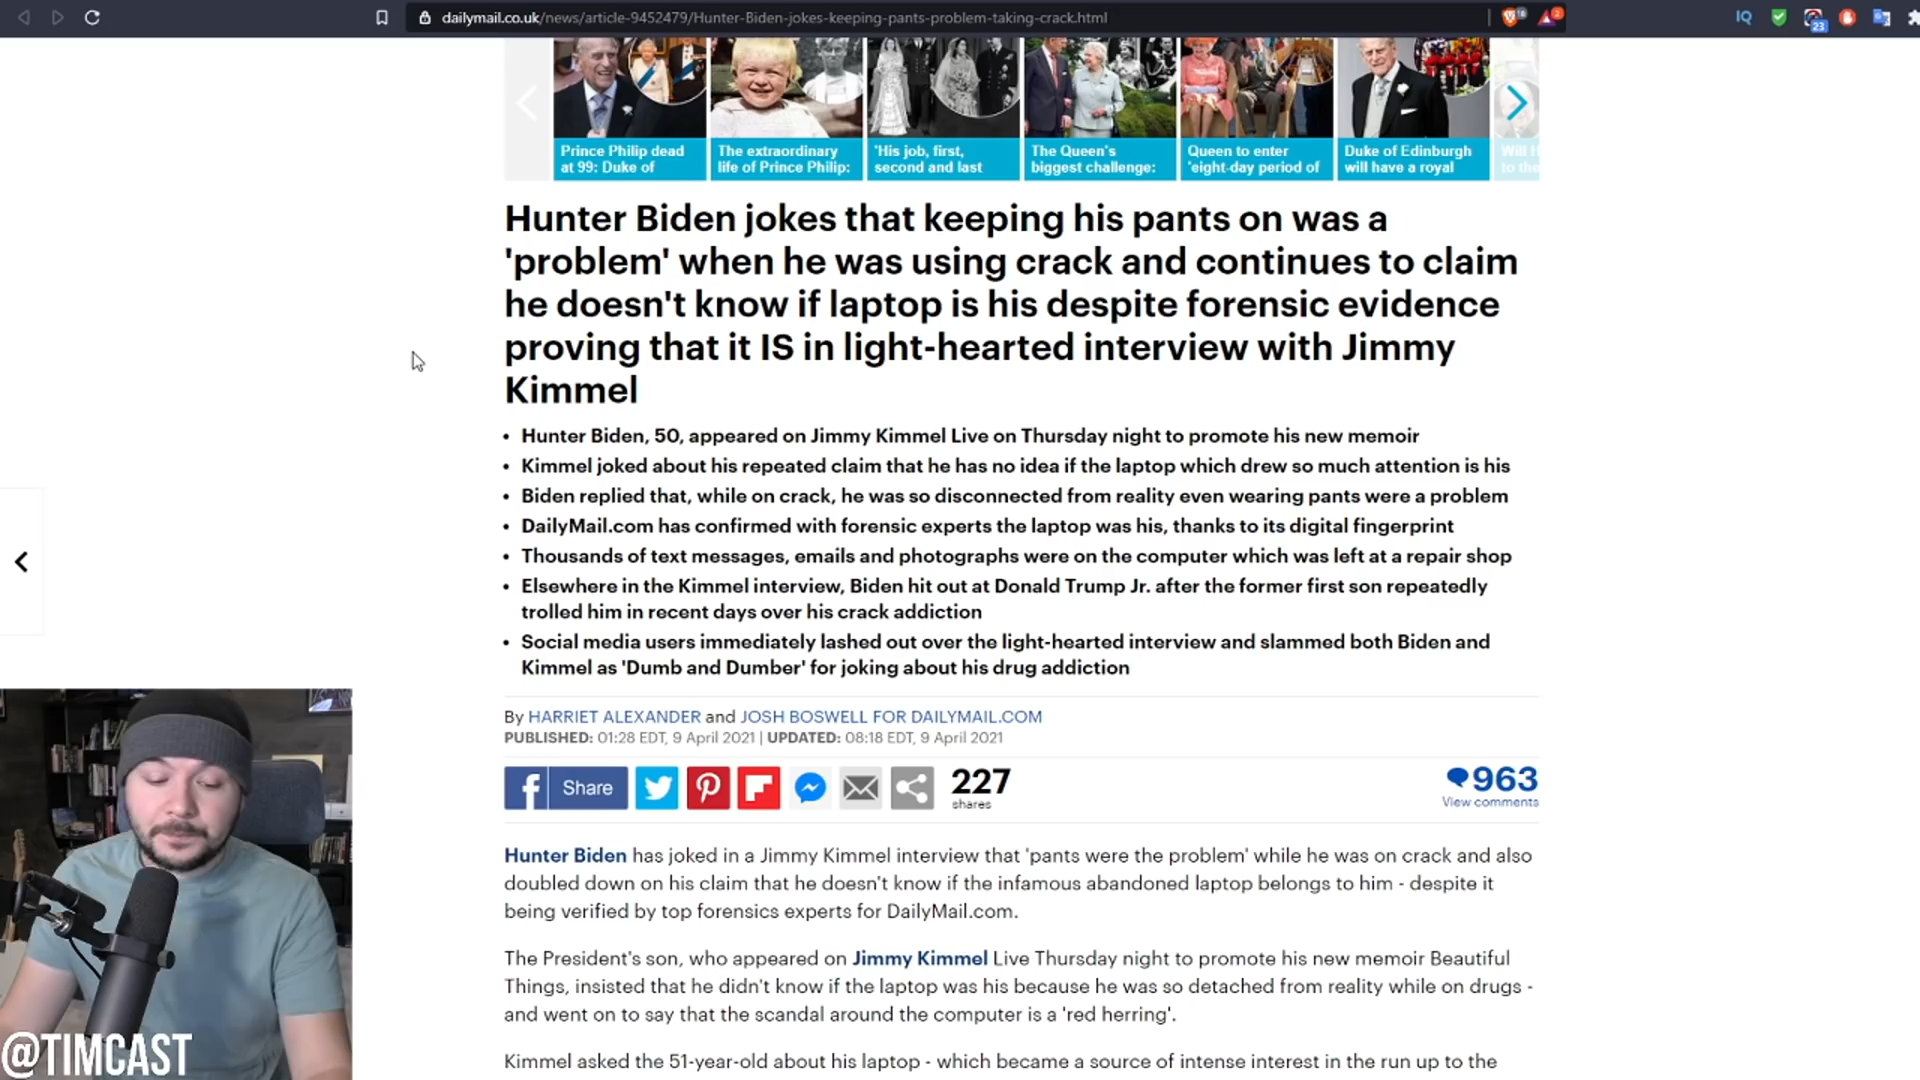 dailymail.co.uk/news/article-9452479/Hunter-Biden-jokes-keeping-pants-problem-taking-crack.html
IQ
23
Prince Philip dead
at 99: Duke of
The extraordinary
life of Prince Philip:
'His job, first,
second and last
The Queen's
biggest challenge:
Queen to enter
'eight-day period of
Duke of Edinburgh
will have a royal
Hunter Biden jokes that keeping his pants on was a
'problem' when he was using crack and continues to claim
he doesn't know if laptop is his despite forensic evidence
proving that it IS in light-hearted interview with Jimmy
Kimmel
• Hunter Biden, 50, appeared on Jimmy Kimmel Live on Thursday night to promote his new memoir
• Kimmel joked about his repeated claim that he has no idea if the laptop which drew so much attention is his
• Biden replied that, while on crack, he was so disconnected from reality even wearing pants were a problem
• DailyMail.com has confirmed with forensic experts the laptop was his, thanks to its digital fingerprint
• Thousands of text messages, emails and photographs were on the computer which was left at a repair shop
• Elsewhere in the Kimmel interview, Biden hit out at Donald Trump Jr. after the former first son repeatedly
trolled him in recent days over his crack addiction
• Social media users immediately lashed out over the light-hearted interview and slammed both Biden and
Kimmel as 'Dumb and Dumber' for joking about his drug addiction
By HARRIET ALEXANDER and JOSH BOSWELL FOR DAILYMAIL.COM
PUBLISHED: 01:28 EDT, 9 April 2021 | UPDATED: 08:18 EDT, 9 April 2021
Share
227
shares
963
View comments
Hunter Biden has joked in a Jimmy Kimmel interview that 'pants were the problem' while he was on crack and also
doubled down on his claim that he doesn't know if the infamous abandoned laptop belongs to him - despite it
being verified by top forensics experts for DailyMail.com.
The President's son, who appeared on Jimmy Kimmel Live Thursday night to promote his new memoir Beautiful
Things, insisted that he didn't know if the laptop was his because he was so detached from reality while on drugs -
and went on to say that the scandal around the computer is a 'red herring'.
Kimmel asked the 51-year-old about his laptop - which became a source of intense interest in the run up to the
@TIMCAST